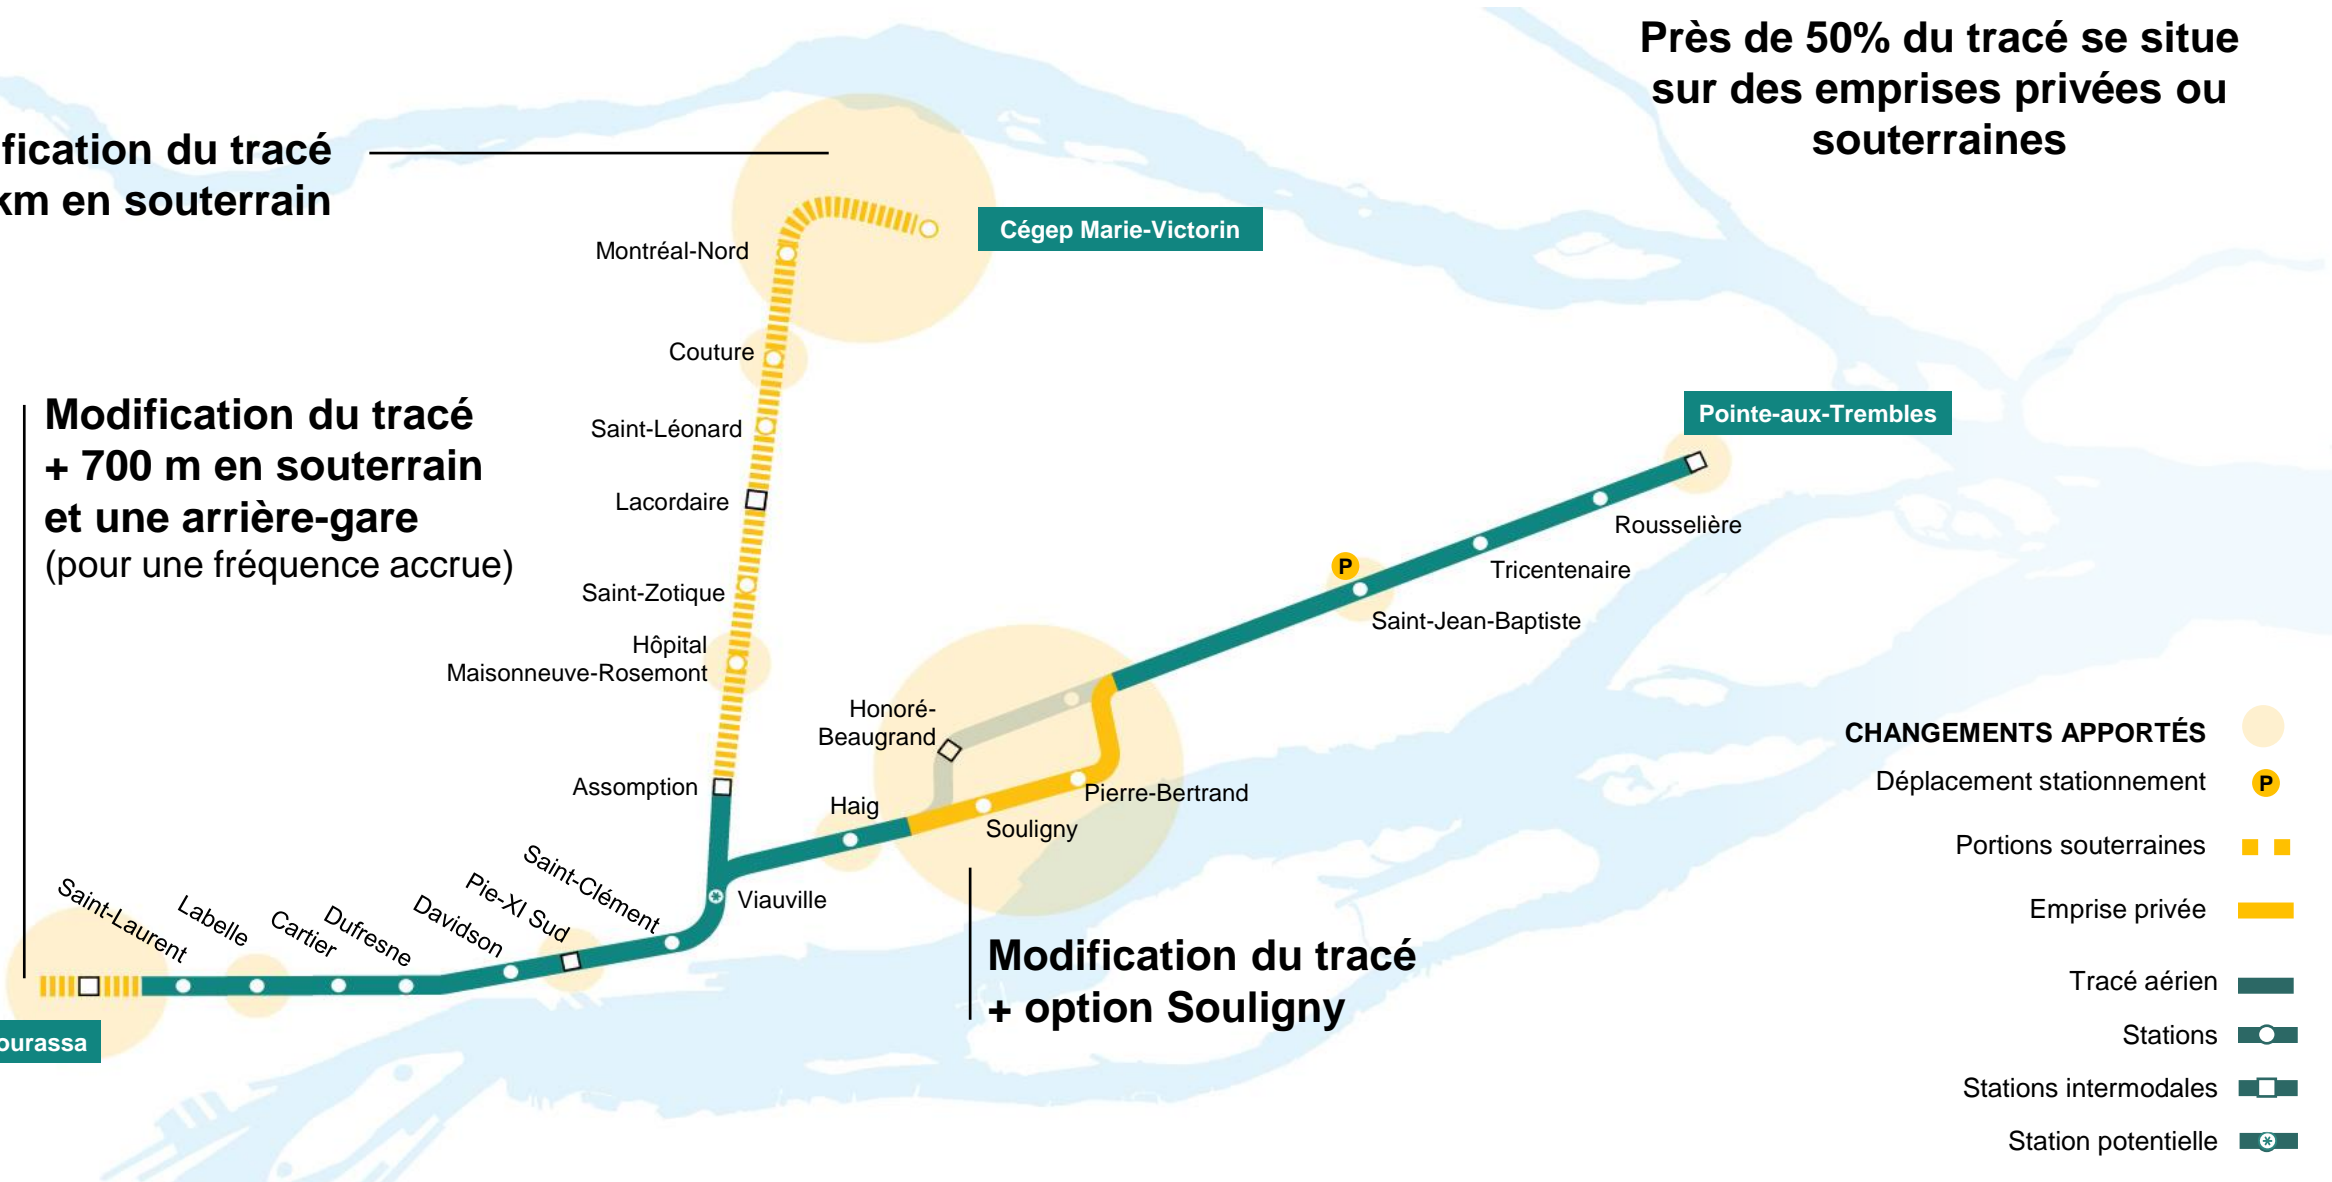 Près de 50% du tracé se situe
sur des emprises privées ou
souterraines
fication du tracé
km en souterrain
Cégep Marie-Victorin
Montréal-Nord
Couture
Modification du tracé
+ 700 m en souterrain
et une arrière-gare
(pour une fréquence accrue)
Saint-Léonard
Lacordaire
Saint-Zotique
Hôpital
Maisonneuve-Rosemont
Assomption
Pointe-aux-Trembles
Rousselière
Tricentenaire
P
Saint-Jean-Baptiste
Honoré-
Beaugrand
Pierre-Bertrand
Haig
Souligny
Viauville
Saint-Clément
Pie-XI Sud
Davidson
Dufresne
Cartier
Labelle
Saint-Laurent
ourassa
Modification du tracé
+ option Souligny
CHANGEMENTS APPORTÉS
Déplacement stationnement P
Portions souterraines
Emprise privée
Tracé aérien
Stations
Stations intermodales
Station potentielle